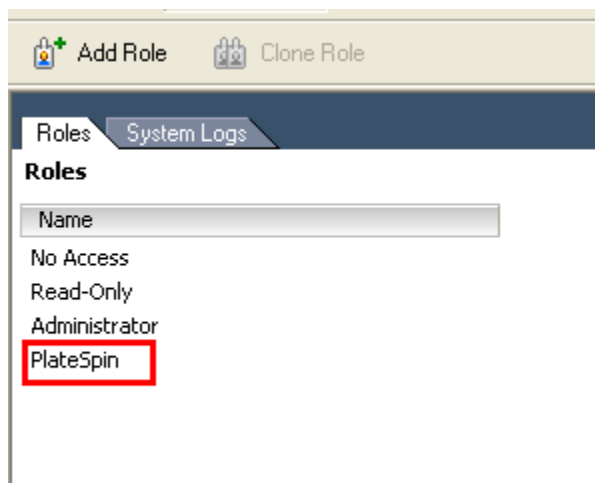 Add Role Clone Role
Roles System Logs
Roles
Name
No Access
Read-Only
Administrator
PlateSpin